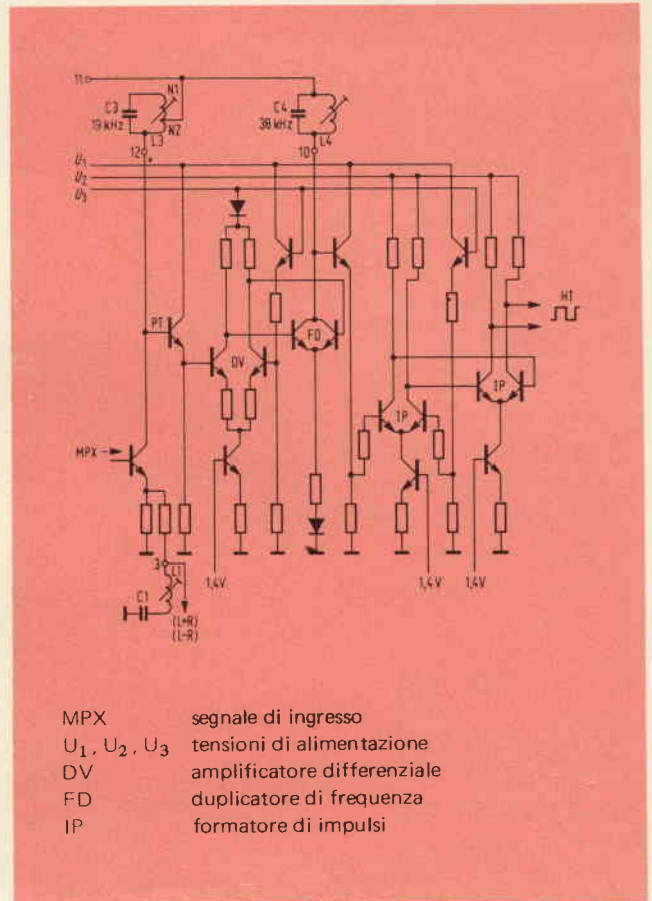 11
C3
19 kHz
N1
N2
L3
12
C4
38 kHz
L4
10
U1
U2
U3
PT
DV
FD
IP
IP
HT
MPX
3
L1
C1
(L+R)
(L-R)
1,4V
1,4V
1,4V
MPX segnale di ingresso
U1, U2, U3 tensioni di alimentazione
DV amplificatore differenziale
FD duplicatore di frequenza
IP formatore di impulsi